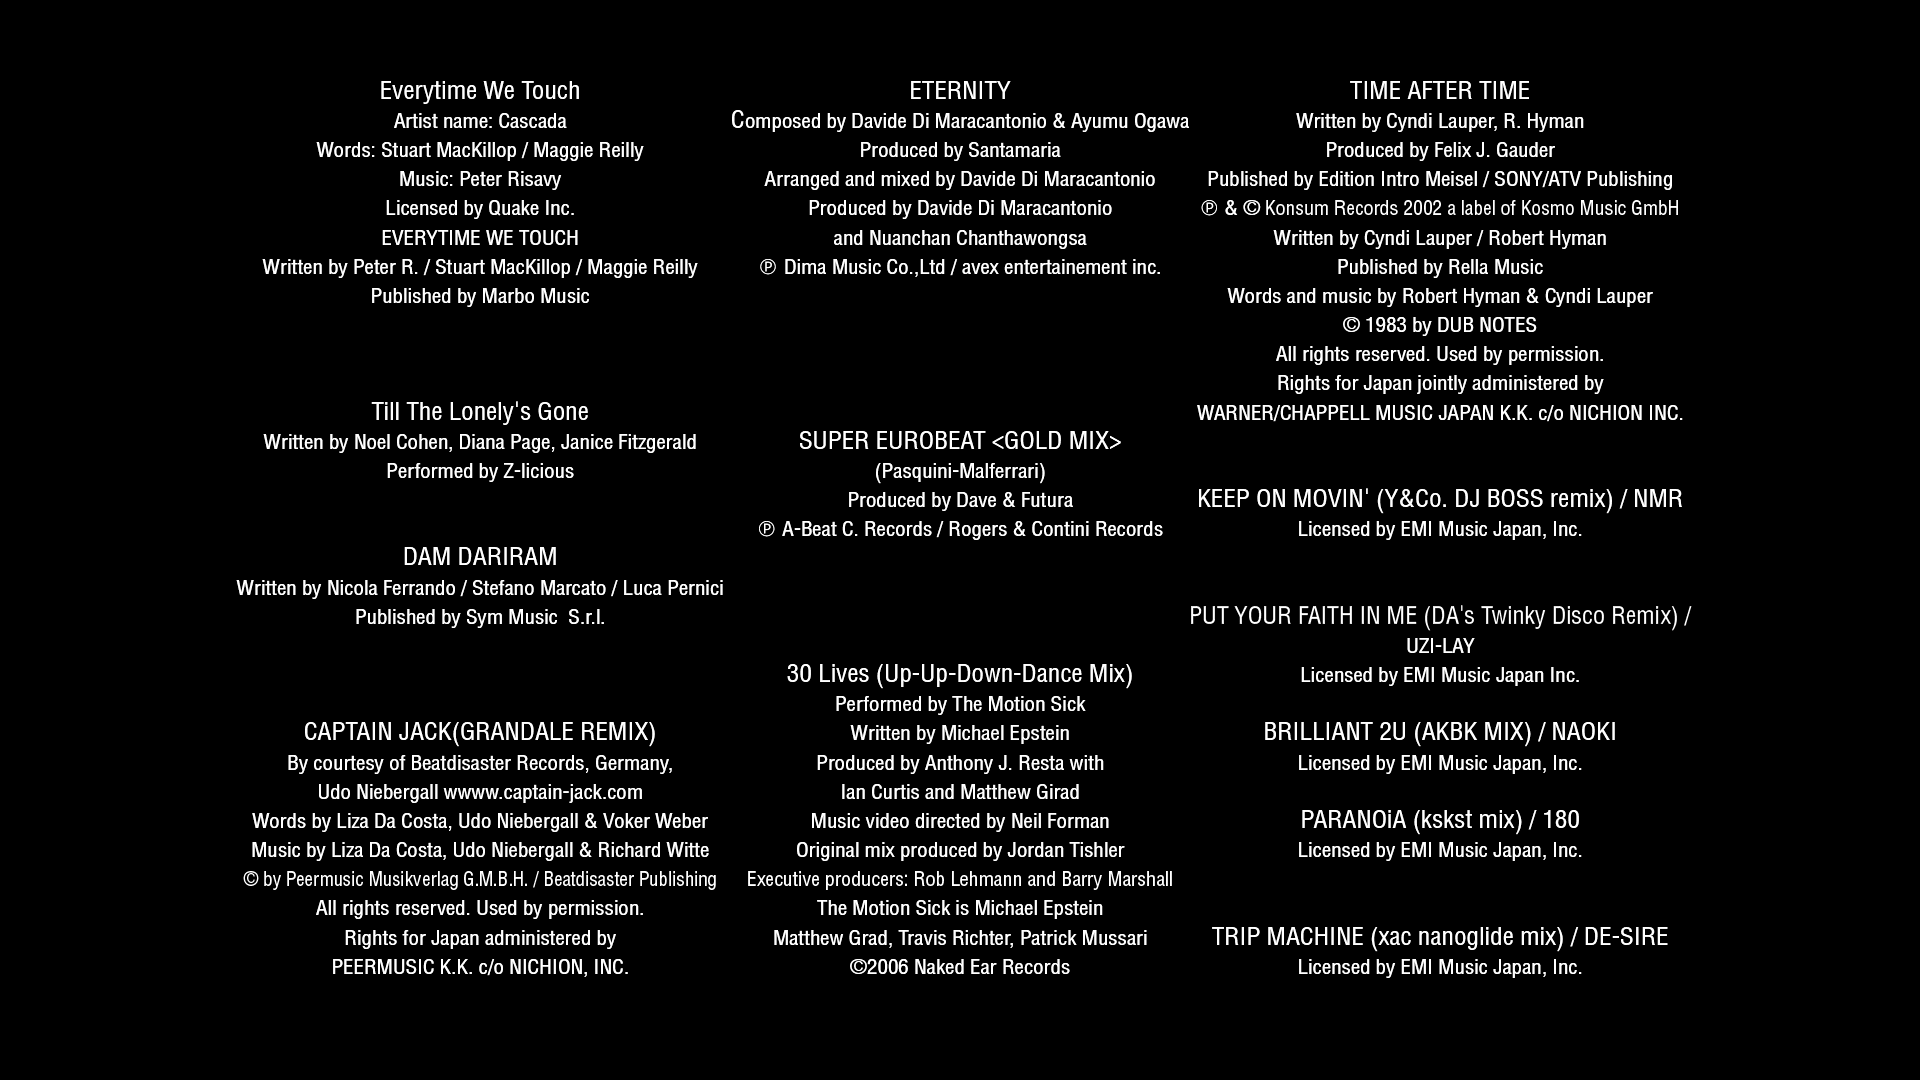 Everytime We Touch
Artist name: Cascada
Words: Stuart MacKillop / Maggie Reilly
Music: Peter Risavy
Licensed by Quake Inc.
EVERYTIME WE TOUCH
Written by Peter R. / Stuart MacKillop / Maggie Reilly
Published by Marbo Music
Till The Lonely's Gone
Written by Noel Cohen, Diana Page, Janice Fitzgerald
Performed by Z-licious
DAM DARIRAM
Written by Nicola Ferrando / Stefano Marcato / Luca Pernici
Published by Sym Music  S.r.l.
CAPTAIN JACK(GRANDALE REMIX)
By courtesy of Beatdisaster Records, Germany,
Udo Niebergall wwww.captain-jack.com
Words by Liza Da Costa, Udo Niebergall & Voker Weber
Music by Liza Da Costa, Udo Niebergall & Richard Witte
© by Peermusic Musikverlag G.M.B.H. / Beatdisaster Publishing
All rights reserved. Used by permission.
Rights for Japan administered by
PEERMUSIC K.K. c/o NICHION, INC.
ETERNITY
Composed by Davide Di Maracantonio & Ayumu Ogawa
Produced by Santamaria
Arranged and mixed by Davide Di Maracantonio
Produced by Davide Di Maracantonio
and Nuanchan Chanthawongsa
℗ Dima Music Co.,Ltd / avex entertainement inc.
SUPER EUROBEAT <GOLD MIX>
(Pasquini-Malferrari)
Produced by Dave & Futura
℗ A-Beat C. Records / Rogers & Contini Records
30 Lives (Up-Up-Down-Dance Mix)
Performed by The Motion Sick
Written by Michael Epstein
Produced by Anthony J. Resta with
Ian Curtis and Matthew Girad
Music video directed by Neil Forman
Original mix produced by Jordan Tishler
Executive producers: Rob Lehmann and Barry Marshall
The Motion Sick is Michael Epstein
Matthew Grad, Travis Richter, Patrick Mussari
©2006 Naked Ear Records
TIME AFTER TIME
Written by Cyndi Lauper, R. Hyman
Produced by Felix J. Gauder
Published by Edition Intro Meisel / SONY/ATV Publishing
℗ & © Konsum Records 2002 a label of Kosmo Music GmbH
Written by Cyndi Lauper / Robert Hyman
Published by Rella Music
Words and music by Robert Hyman & Cyndi Lauper
© 1983 by DUB NOTES
All rights reserved. Used by permission.
Rights for Japan jointly administered by
WARNER/CHAPPELL MUSIC JAPAN K.K. c/o NICHION INC.
KEEP ON MOVIN' (Y&Co. DJ BOSS remix) / NMR
Licensed by EMI Music Japan, Inc.
PUT YOUR FAITH IN ME (DA's Twinky Disco Remix) /
UZI-LAY
Licensed by EMI Music Japan Inc.
BRILLIANT 2U (AKBK MIX) / NAOKI
Licensed by EMI Music Japan, Inc.
PARANOiA (kskst mix) / 180
Licensed by EMI Music Japan, Inc.
TRIP MACHINE (xac nanoglide mix) / DE-SIRE
Licensed by EMI Music Japan, Inc.